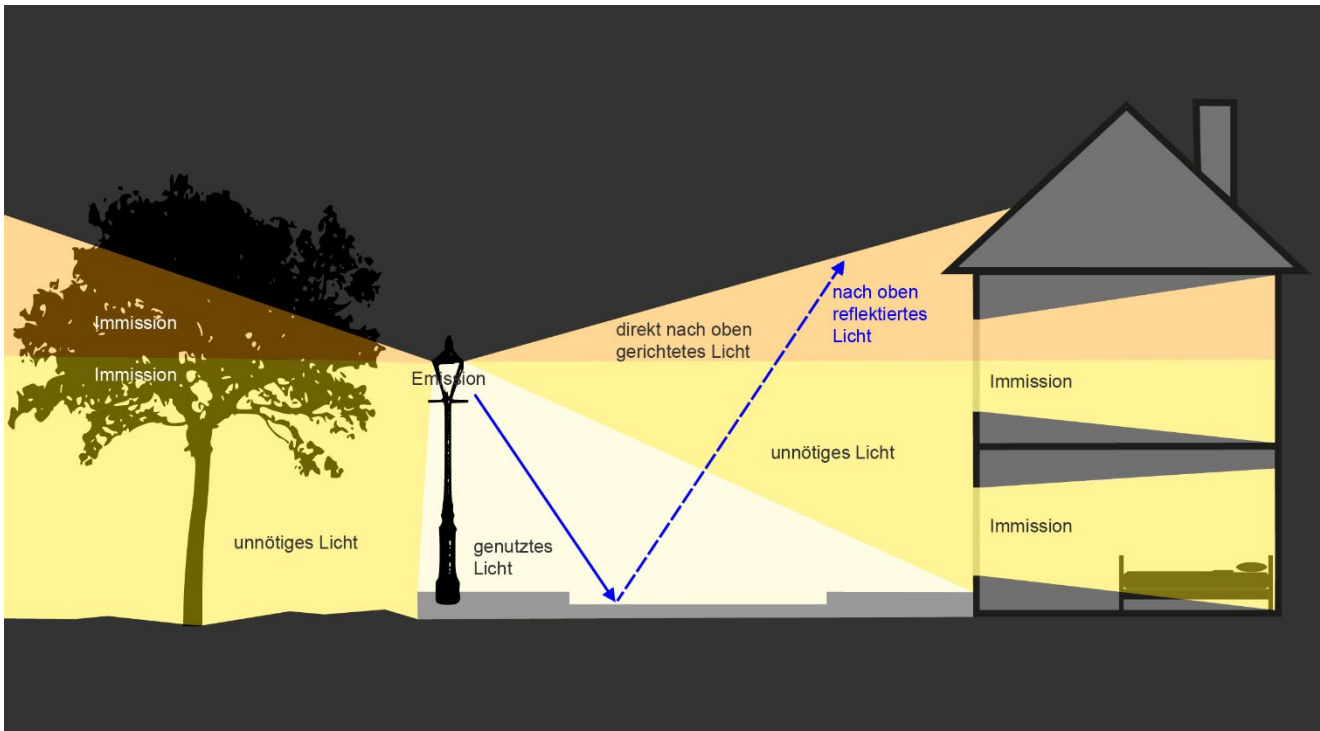 Immission
Immission
Emission
direkt nach oben
gerichtetes Licht
nach oben
reflektiertes
Licht
Immission
unnötiges Licht
unnötiges Licht
genutztes
Licht
Immission